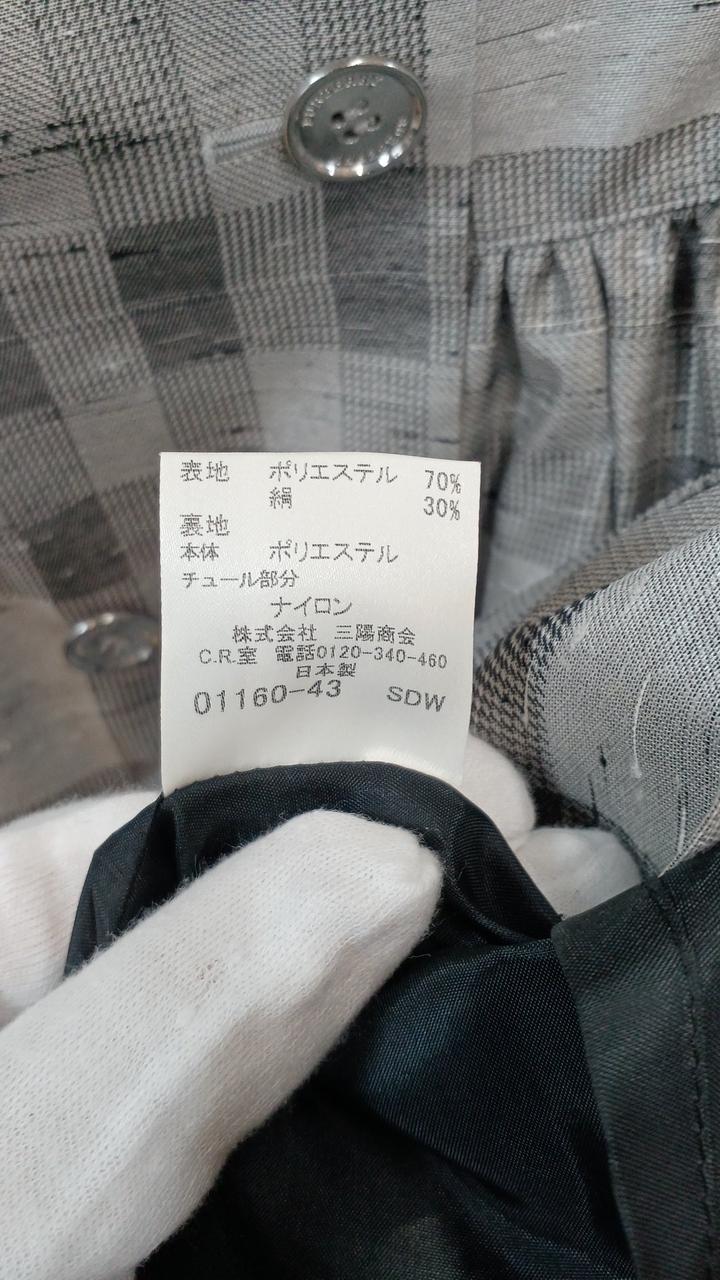 BURBERRY
表地 ポリエステル 70%
絹 30%
裏地
本体 ポリエステル
チュール部分
ナイロン
株式会社 三陽商会
C.R.室 電話0120-340-460
日本製
01160-43 SDW